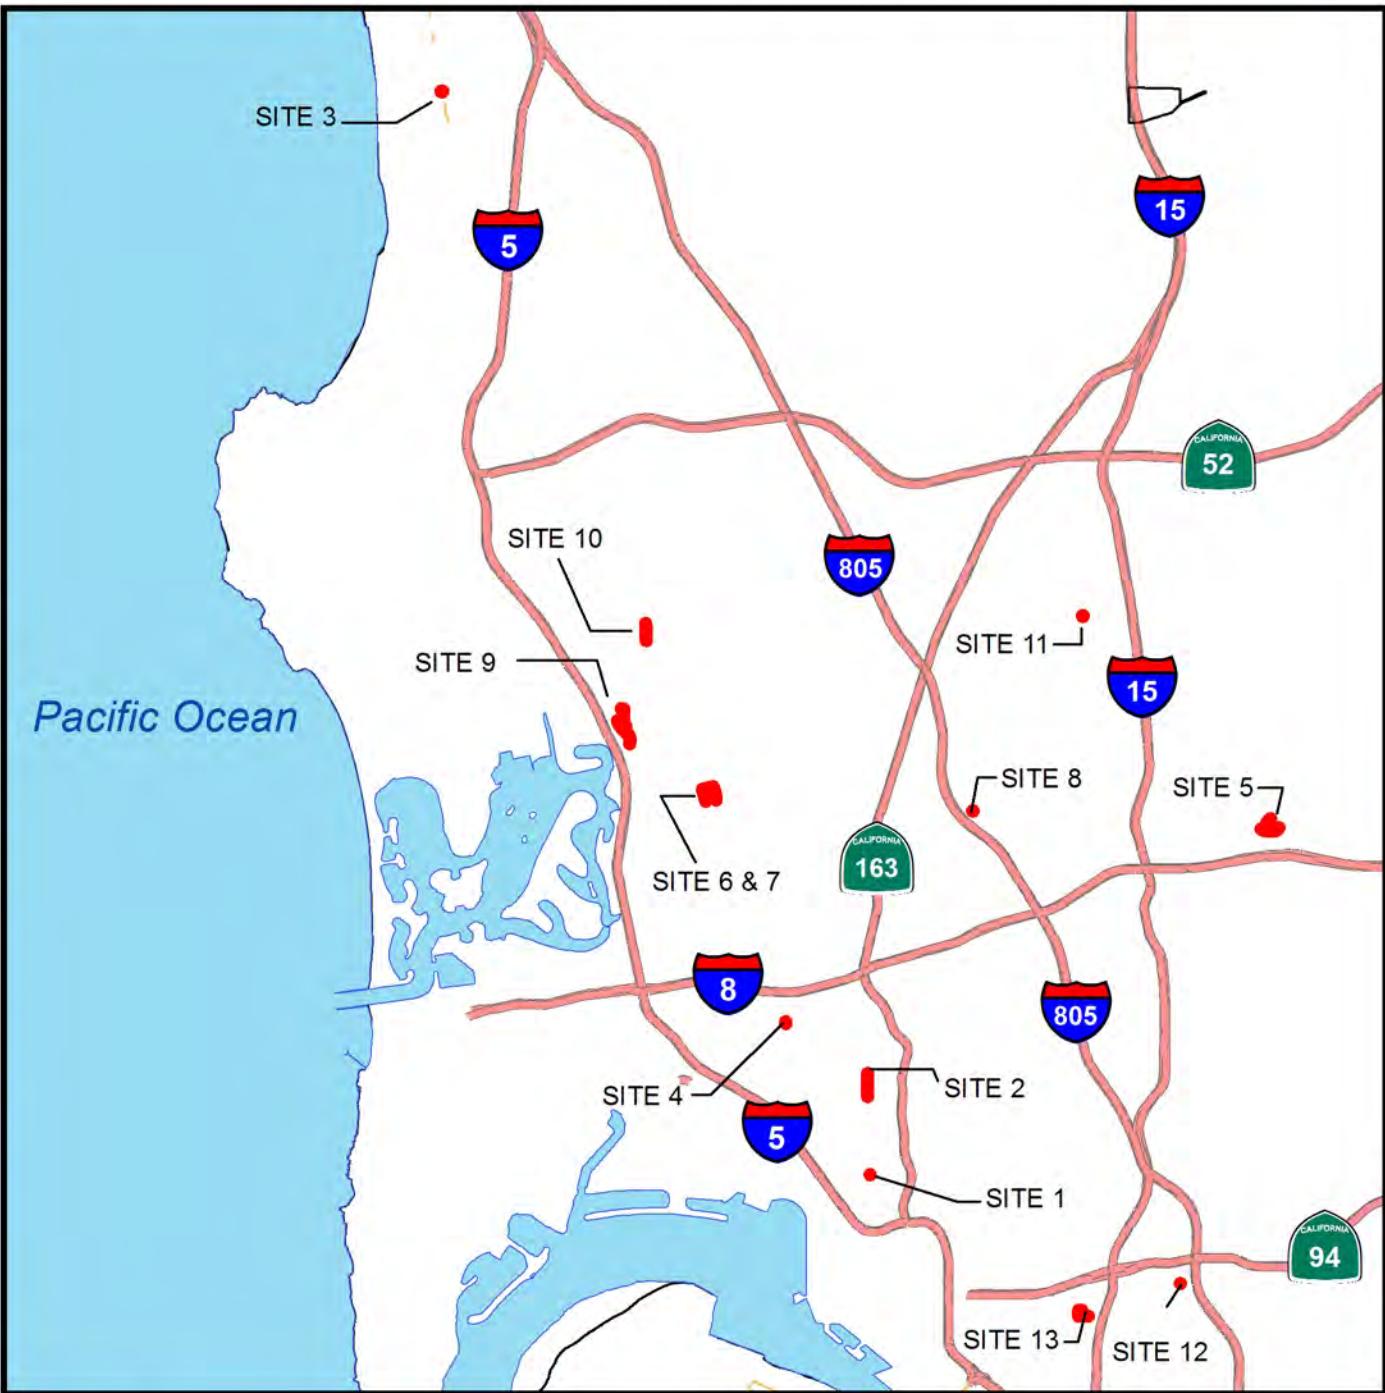 SITE 3
15
5
CALIFORNIA
52
SITE 10
805
SITE 11
SITE 9
15
Pacific Ocean
SITE 8
SITE 5
CALIFORNIA
163
SITE 6 & 7
8
805
SITE 4
SITE 2
5
SITE 1
CALIFORNIA
94
SITE 13
SITE 12